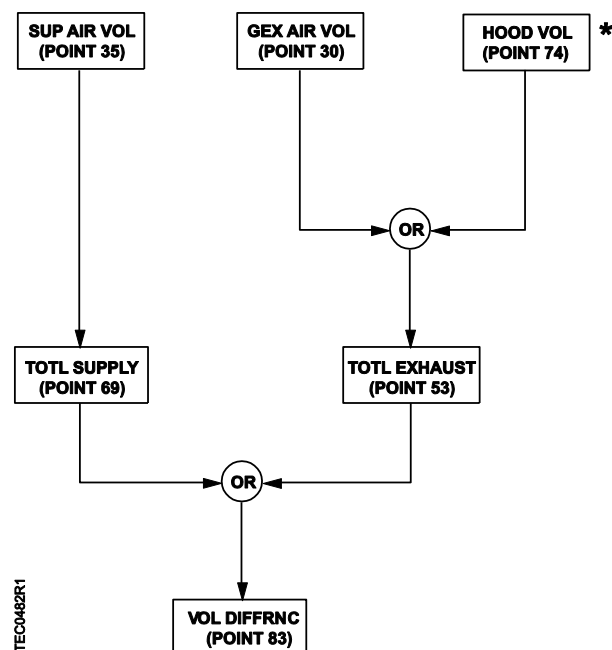 SUP AIR VOL
(POINT 35)
GEX AIR VOL
(POINT 30)
HOOD VOL
(POINT 74)
*
OR
TOTL SUPPLY
(POINT 69)
TOTL EXHAUST
(POINT 53)
OR
VOL DIFFRNC
(POINT 83)
TEC0482R1